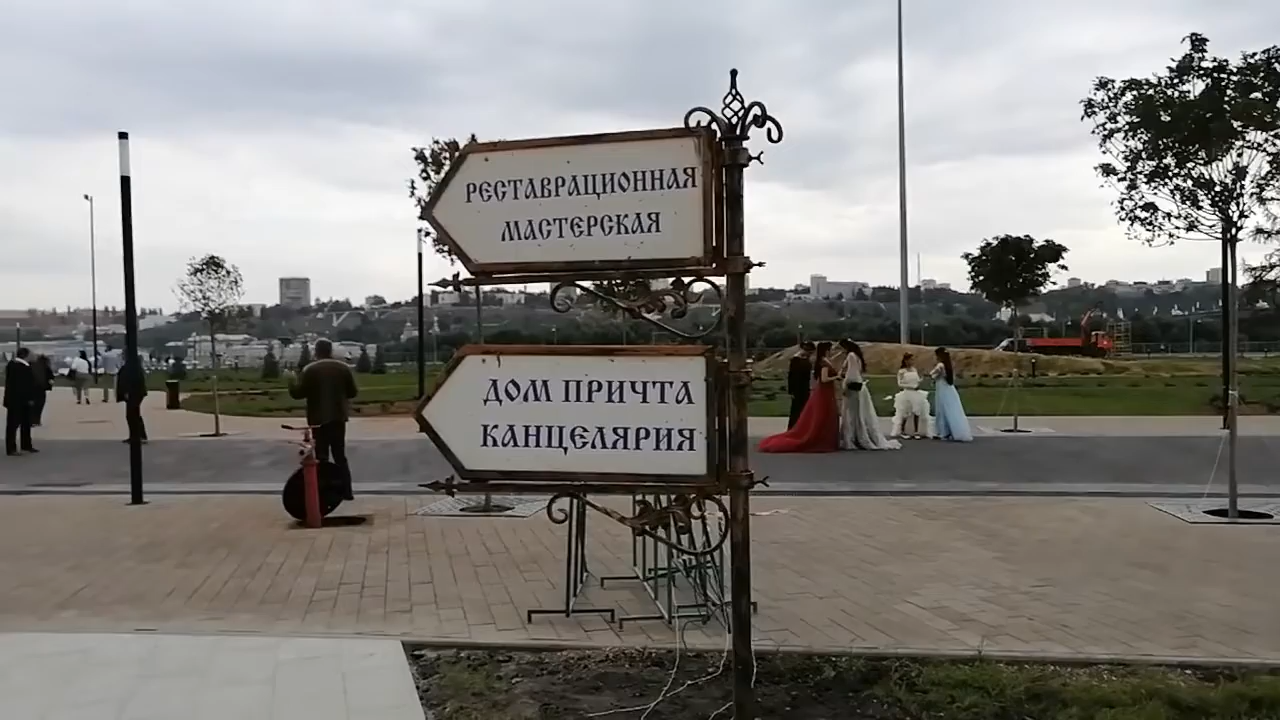 РЕСТАВРАЦИОННАЯ
МАСТЕРСКАЯ
ДОМ ПРИЧТА
КАНЦЕЛЯРИЯ